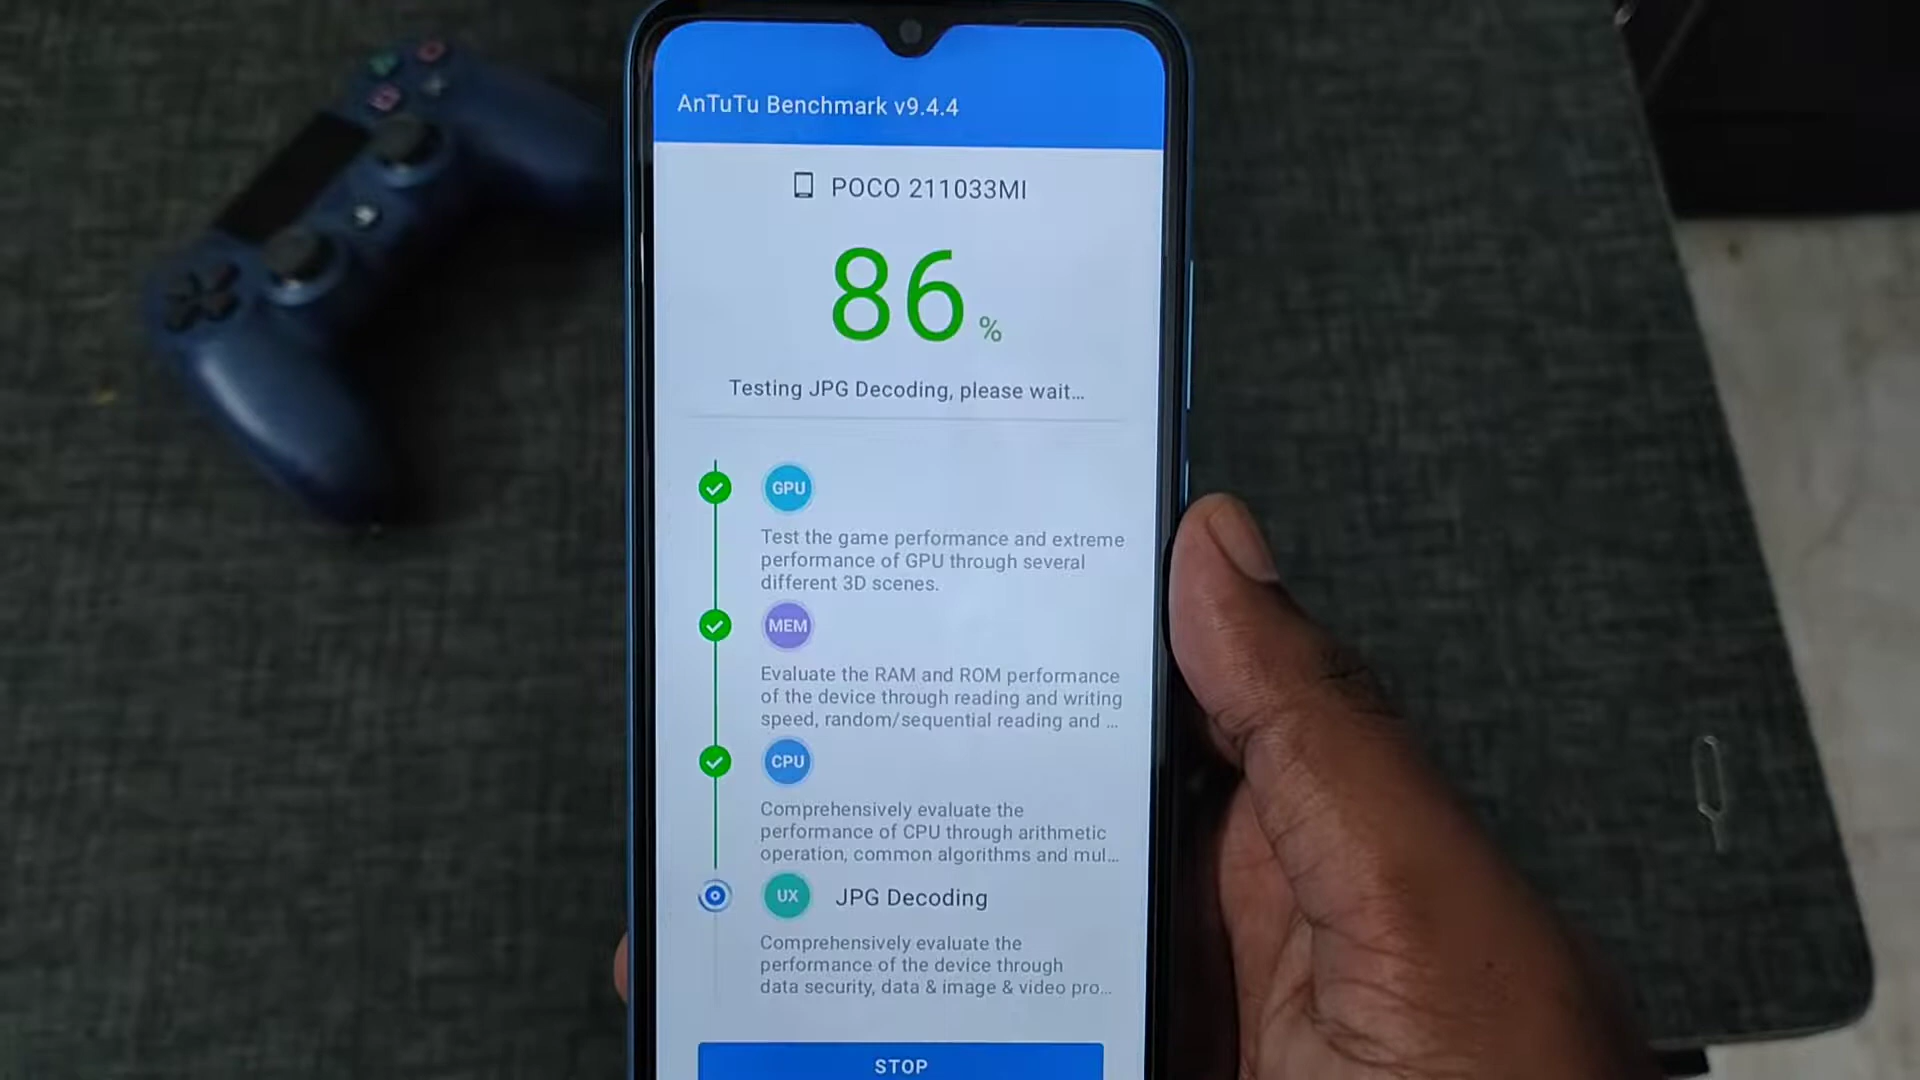 AnTuTu Benchmark v9.4.4
POCO 211033MI
86 %
Testing JPG Decoding, please wait...
GPU
Test the game performance and extreme
performance of GPU through several
different 3D scenes.
MEM
Evaluate the RAM and ROM performance
of the device through reading and writing
speed, random/sequential reading and ...
CPU
Comprehensively evaluate the
performance of CPU through arithmetic
operation, common algorithms and mul...
UX JPG Decoding
Comprehensively evaluate the
performance of the device through
data security, data & image & video pro...
STOP